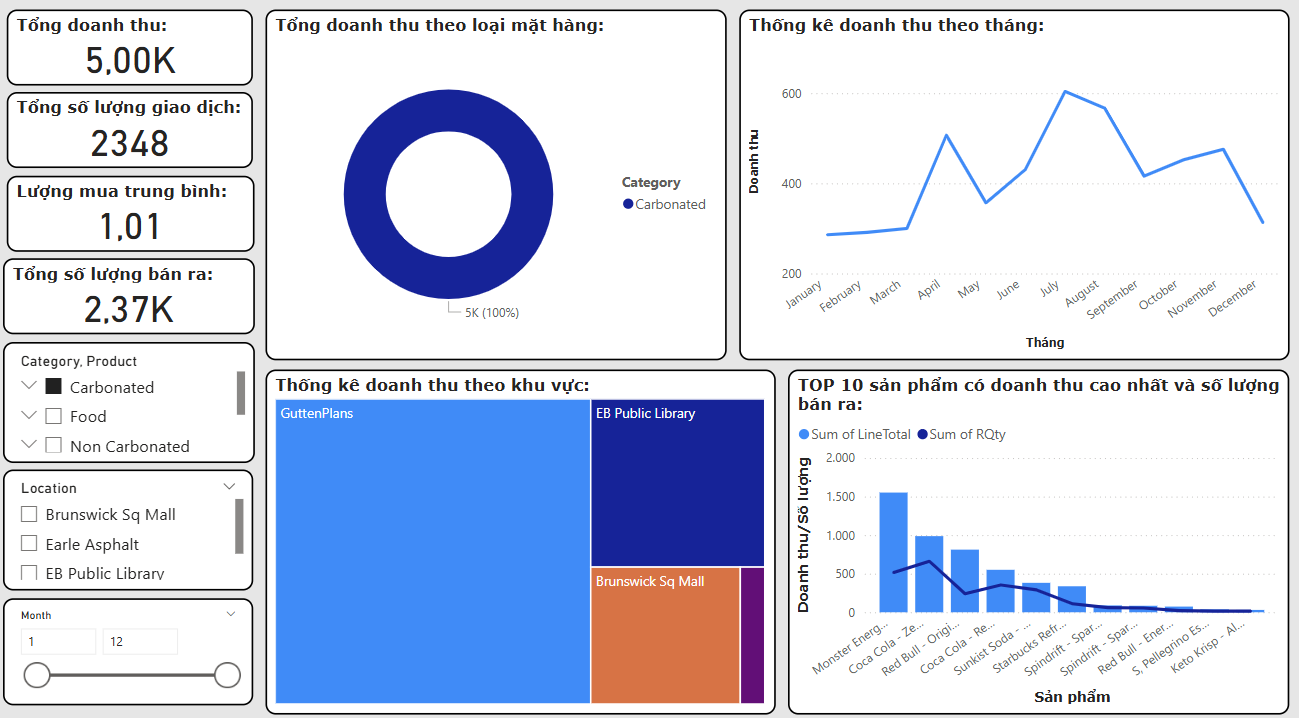 Tổng doanh thu:
5,00K
Tổng số lượng giao dịch:
2348
Lượng mua trung bình:
1,01
Tổng số lượng bán ra:
2,37K
Category, Product
Carbonated
Food
Non Carbonated
Location
Brunswick Sq Mall
Earle Asphalt
EB Public Library
Month
1
12
Tổng doanh thu theo loại mặt hàng:
Category
Carbonated
5K (100%)
Thống kê doanh thu theo tháng:
Doanh thu
600
400
200
January
February
March
April
May
June
July
August
September
October
November
December
Tháng
Thống kê doanh thu theo khu vực:
GuttenPlans
EB Public Library
Brunswick Sq Mall
TOP 10 sản phẩm có doanh thu cao nhất và số lượng
bán ra:
Sum of LineTotal
Sum of RQty
Doanh thu/Số lượng
2.000
1.500
1.000
500
0
Monster Energ...
Coca Cola - Ze...
Red Bull - Origi...
Coca Cola - Re...
Sunkist Soda - ...
Starbucks Refr...
Spindrift - Spar...
Spindrift - Spar...
Red Bull - Ener...
S, Pellegrino Es...
Keto Krisp - Al...
Sản phẩm